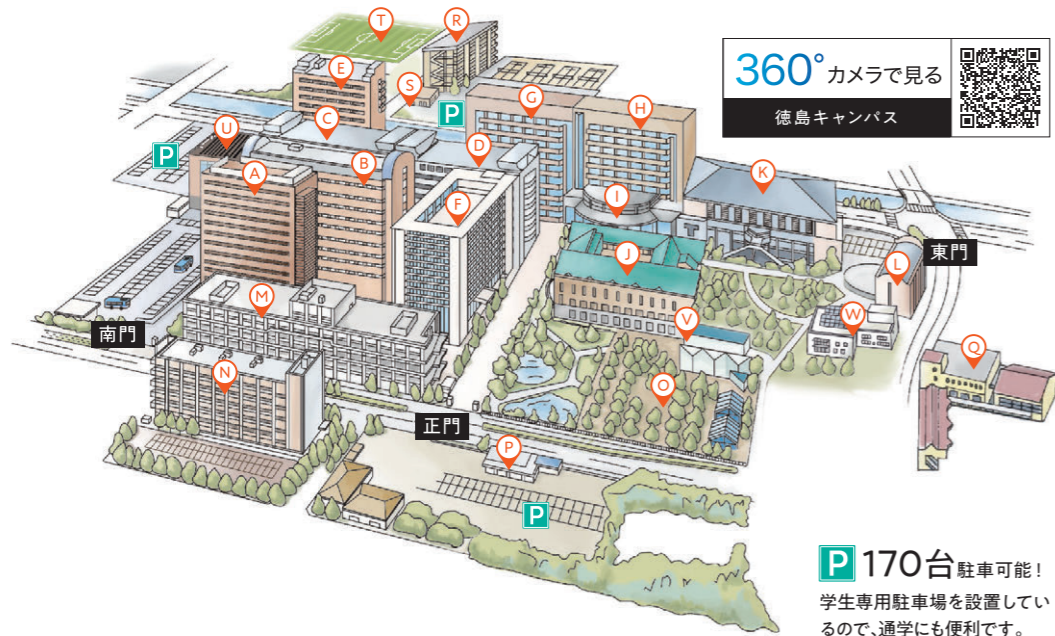 T
R
E
S
P
G
H
C
U
P
D
B
A
K
F
I
J
東門
L
M
南門
V
W
N
O
Q
正門
P
P
360°カメラで見る
徳島キャンパス
P 170台駐車可能!
学生専用駐車場を設置してい
るので、通学にも便利です。